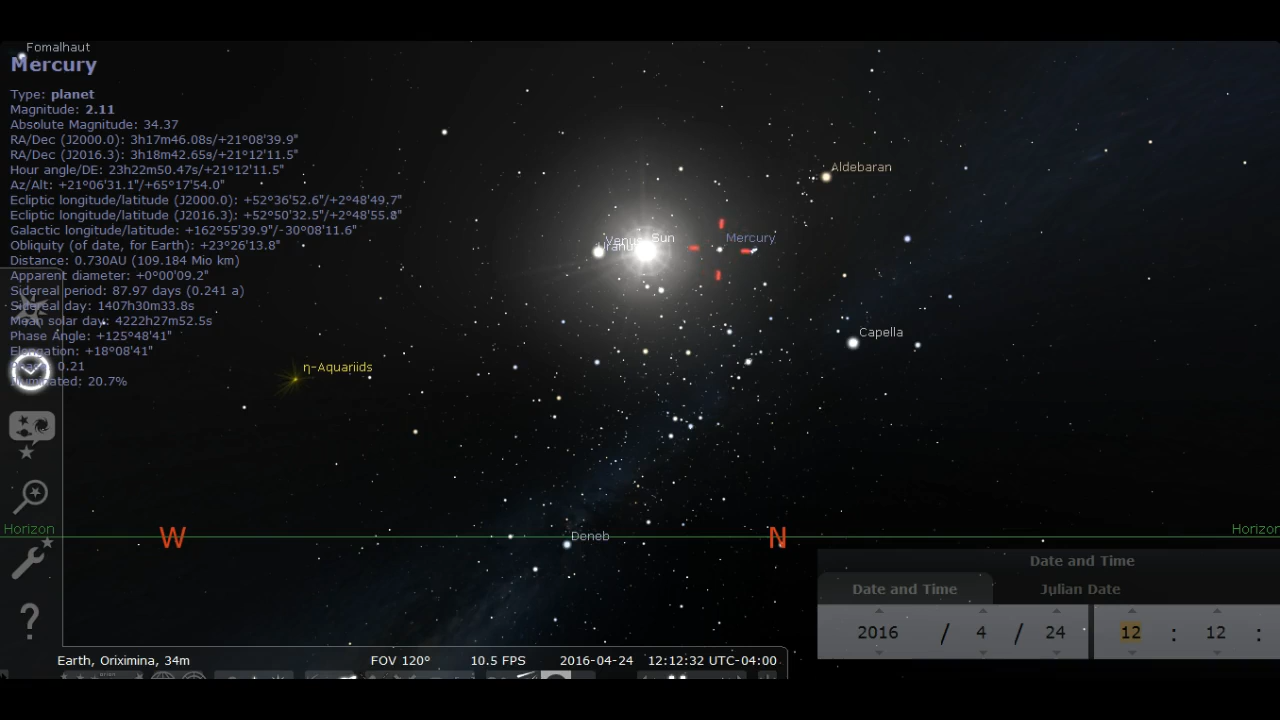 Fomalhaut
Mercury
Type: planet
Magnitude: 2.11
Absolute Magnitude: 34.37
RA/Dec (J2000.0): 3h17m46.08s/+21°08'39.9"
RA/Dec (J2016.3): 3h18m42.65s/+21°12'11.5"
Hour angle/DE: 23h22m50.47s/+21°12'11.5"
Az/Alt: +21°06'31.1"/+65°17'54.0"
Ecliptic longitude/latitude (J2000.0): +52°36'52.6"/+2°48'49.7"
Ecliptic longitude/latitude (J2016.3): +52°50'32.5"/+2°48'55.8"
Galactic longitude/latitude: +162°55'39.9"/-30°08'11.6"
Obliquity (of date, for Earth): +23°26'13.8"
Distance: 0.730AU (109.184 Mio km)
Apparent diameter: +0°00'09.2"
Sidereal period: 87.97 days (0.241 a)
Sidereal day: 1407h30m33.8s
Mean solar day: 4222h27m52.5s
Phase Angle: +125°48'41"
Elongation: +18°08'41"
0.21
Illuminated: 20.7%
Aldebaran
Venus Sun
Uranus
Mercury
Capella
η-Aquariids
Horizon
Horizon
W
N
Deneb
Date and Time
Date and Time Julian Date
2016 / 4 / 24 12 : 12 :
Earth, Oriximina, 34m FOV 120° 10.5 FPS 2016-04-24 12:12:32 UTC-04:00